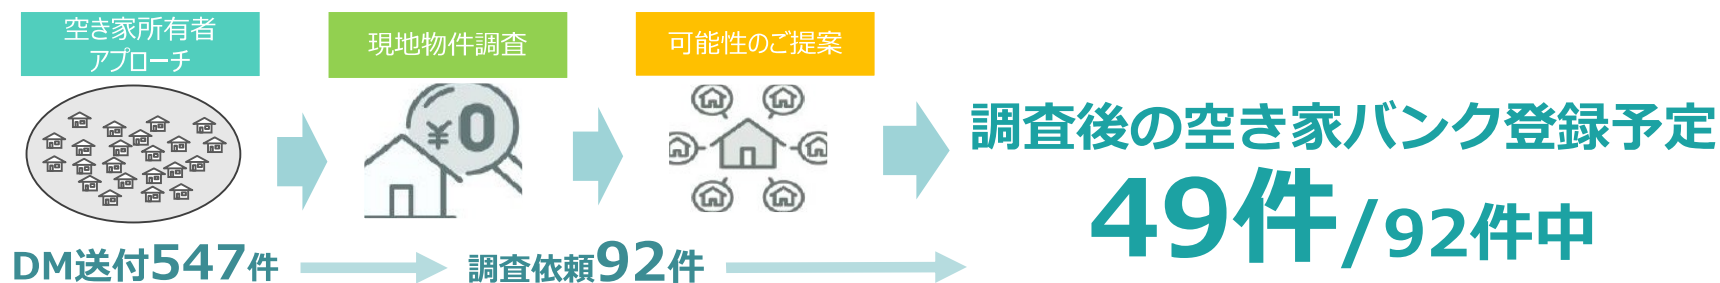 空き家所有者
アプローチ
現地物件調査
可能性のご提案
¥0
調査後の空き家バンク登録予定
49件/92件中
DM送付547件
調査依頼92件